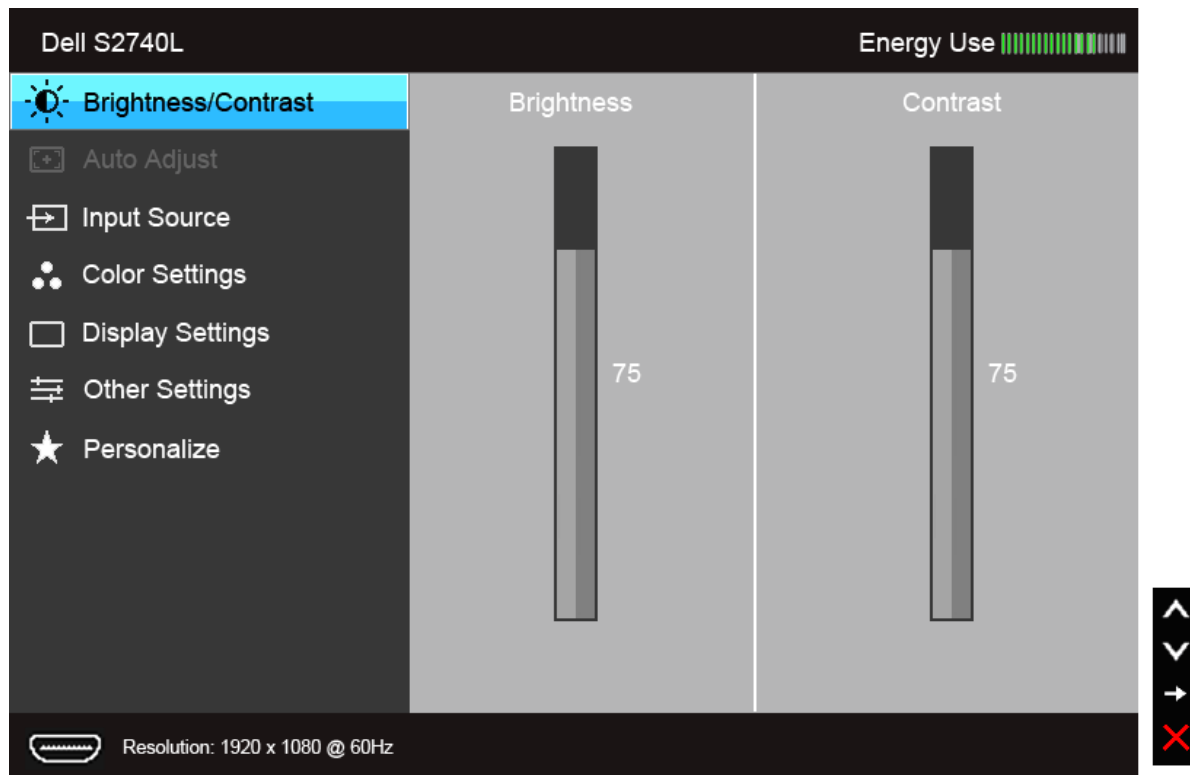 Dell S2740L
Energy Use
Brightness/Contrast
Auto Adjust
Input Source
Color Settings
Display Settings
Other Settings
Personalize
Brightness
75
Contrast
75
Resolution: 1920 x 1080 @ 60Hz